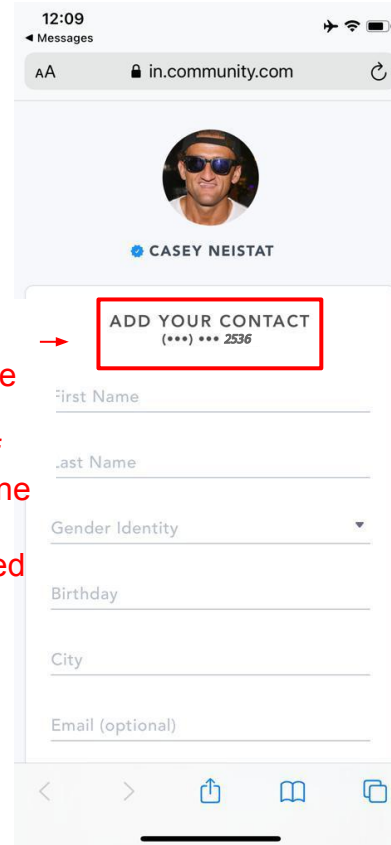 12:09
◀ Messages
AA in.community.com
CASEY NEISTAT
ADD YOUR CONTACT
(•••) ••• 2536
First Name
Last Name
Gender Identity
Birthday
City
Email (optional)